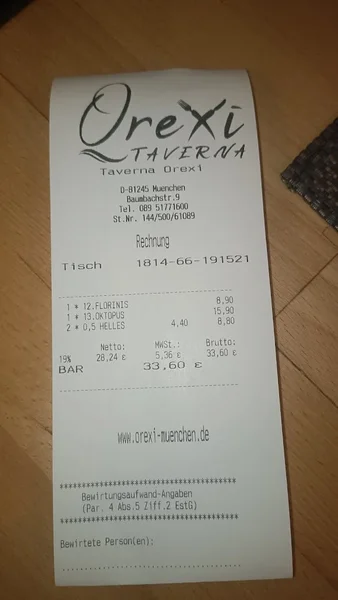 Orexi
TAVERNA
Taverna Orexi
D-81245 Muenchen
Baumbachstr.9
Tel. 089 51771600
St.Nr. 144/500/61089
Rechnung
Tisch 1814-66-191521
1 * 12.FLORINIS 8,90
1 * 13.OKTOPUS 15,90
2 * 0,5 HELLES 4,40 8,80
Netto: MWSt.: Brutto:
19% 28,24 € 5,36 € 33,60 €
BAR 33,60 €
www.orexi-muenchen.de
****************************************
Bewirtungsaufwand-Angaben
(Par. 4 Abs.5 Ziff.2 EstG)
****************************************
Bewirtete Person(en):